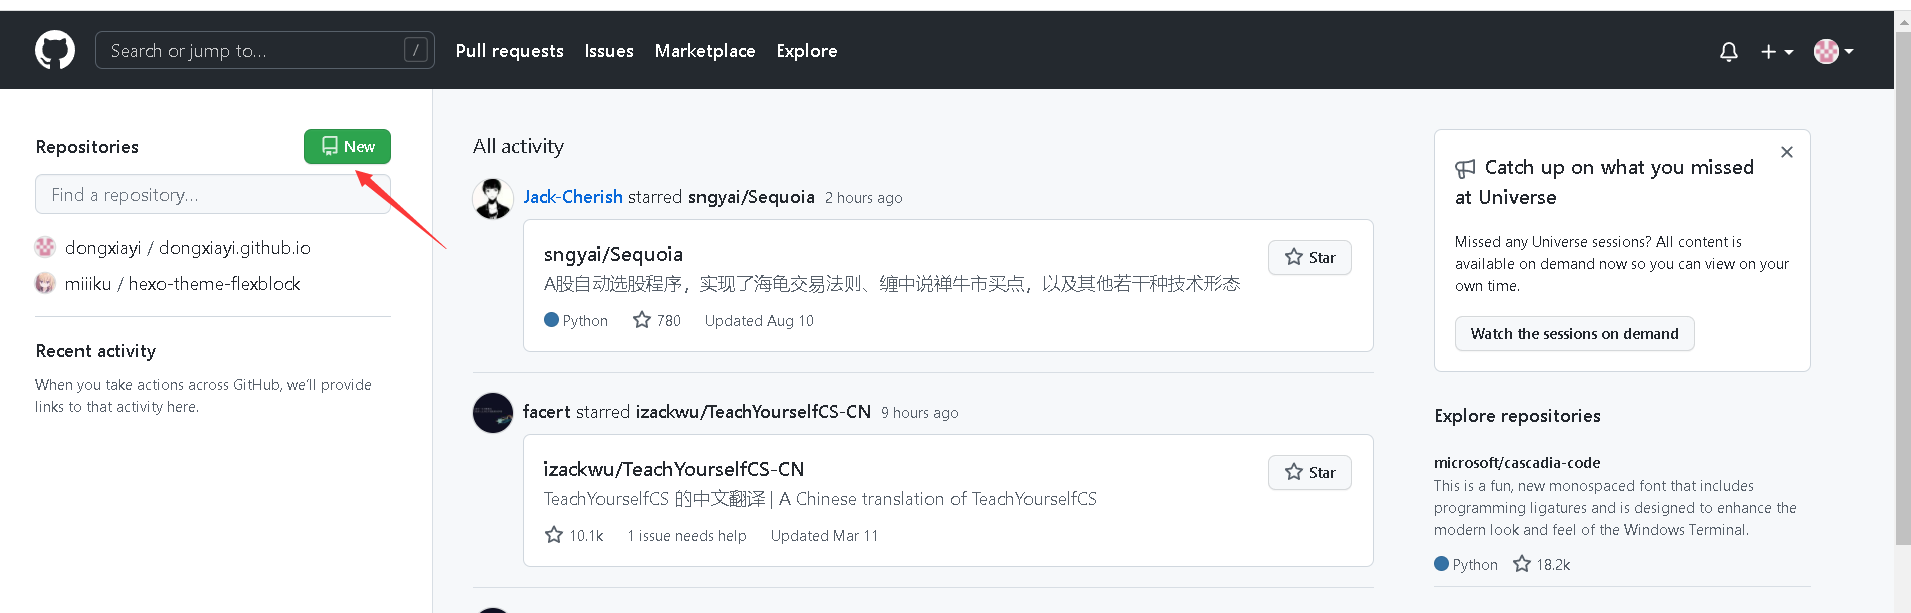 Search or jump to...
/
Pull requests
Issues
Marketplace
Explore
Repositories
New
Find a repository...
dongxiayi / dongxiayi.github.io
miiiku / hexo-theme-flexblock
Recent activity
When you take actions across GitHub, we'll provide
links to that activity here.
All activity
Jack-Cherish starred sngyai/Sequoia 2 hours ago
sngyai/Sequoia
Star
A股自动选股程序，实现了海龟交易法则、缠中说禅牛市买点，以及其他若干种技术形态
Python 780 Updated Aug 10
facert starred izackwu/TeachYourselfCS-CN 9 hours ago
izackwu/TeachYourselfCS-CN
Star
TeachYourselfCS 的中文翻译 | A Chinese translation of TeachYourselfCS
10.1k 1 issue needs help Updated Mar 11
Catch up on what you missed
at Universe
Missed any Universe sessions? All content is
available on demand now so you can view on your
own time.
Watch the sessions on demand
Explore repositories
microsoft/cascadia-code
This is a fun, new monospaced font that includes
programming ligatures and is designed to enhance the
modern look and feel of the Windows Terminal.
Python 18.2k